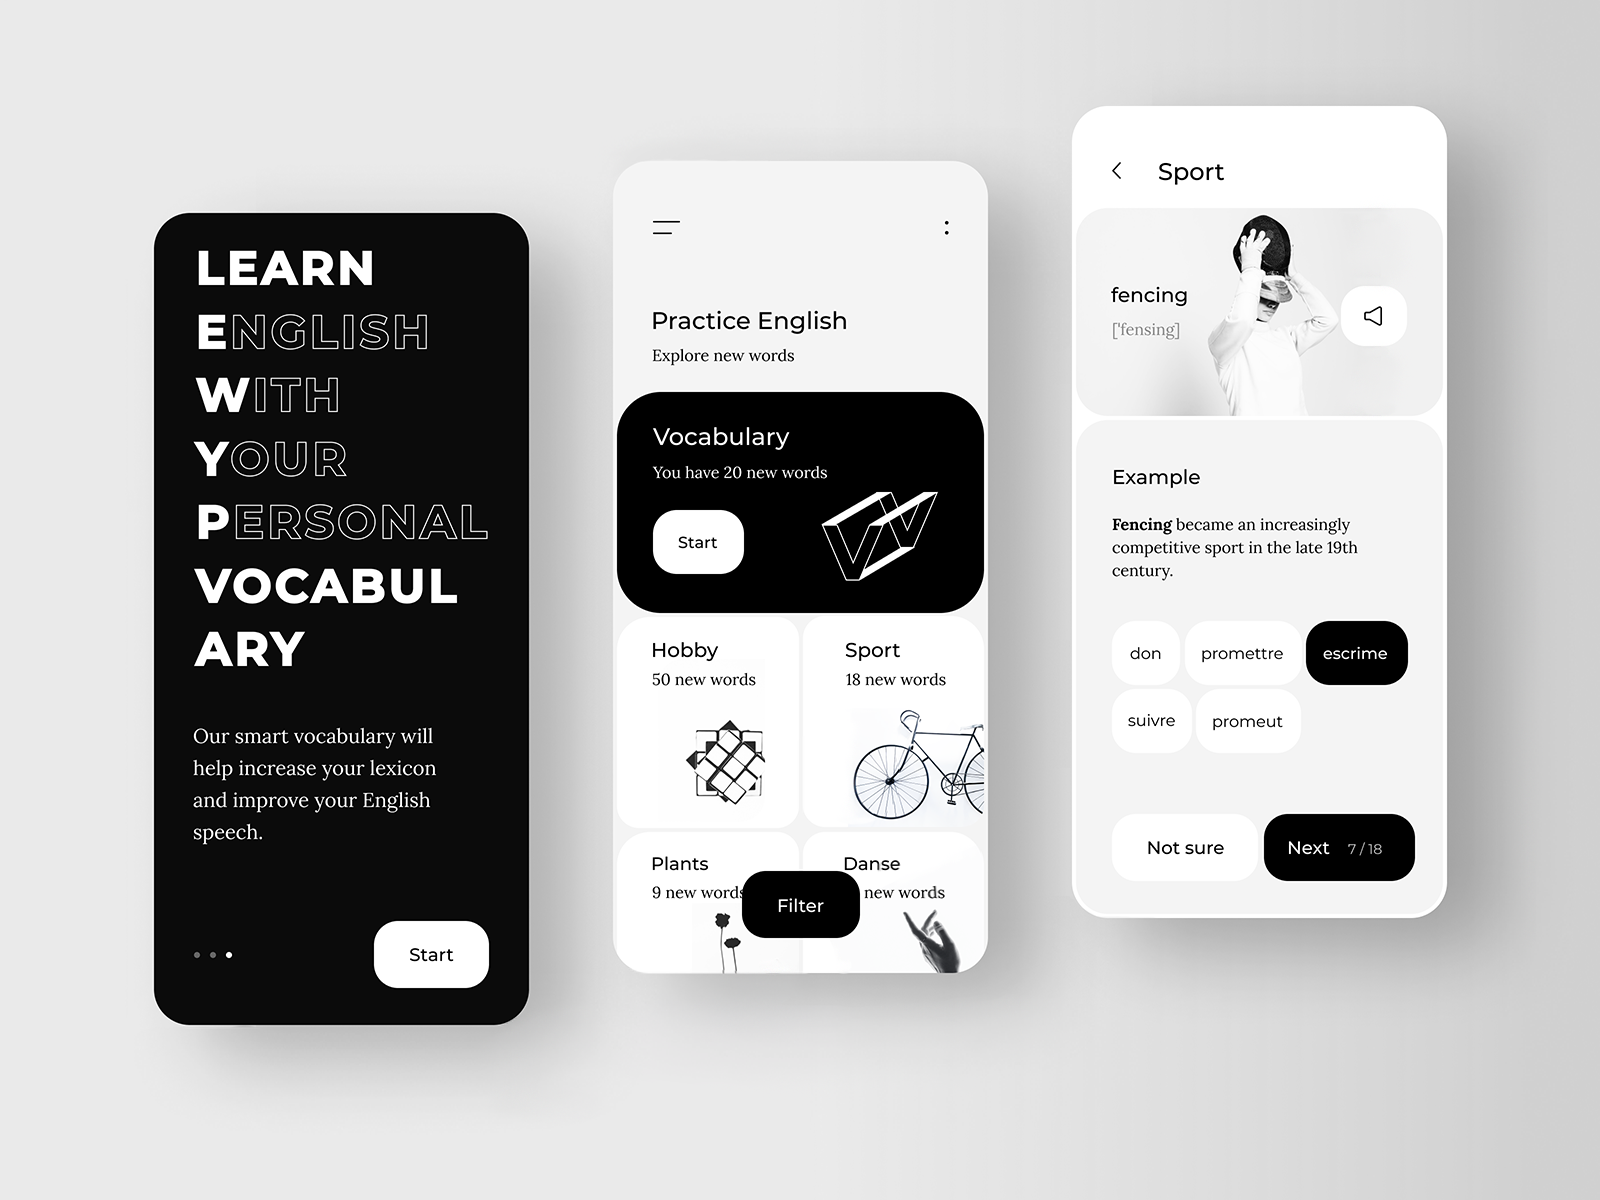 LEARN
ENGLISH
WITH
YOUR
PERSONAL
VOCABUL
ARY
Our smart vocabulary will
help increase your lexicon
and improve your English
speech.
Start
Practice English
Explore new words
Vocabulary
You have 20 new words
Start
Hobby
50 new words
Sport
18 new words
Plants
9 new words
Danse
new words
Filter
Sport
fencing
['fensing]
Example
Fencing became an increasingly
competitive sport in the late 19th
century.
don promettre escrime
suivre promeut
Not sure
Next 7 / 18